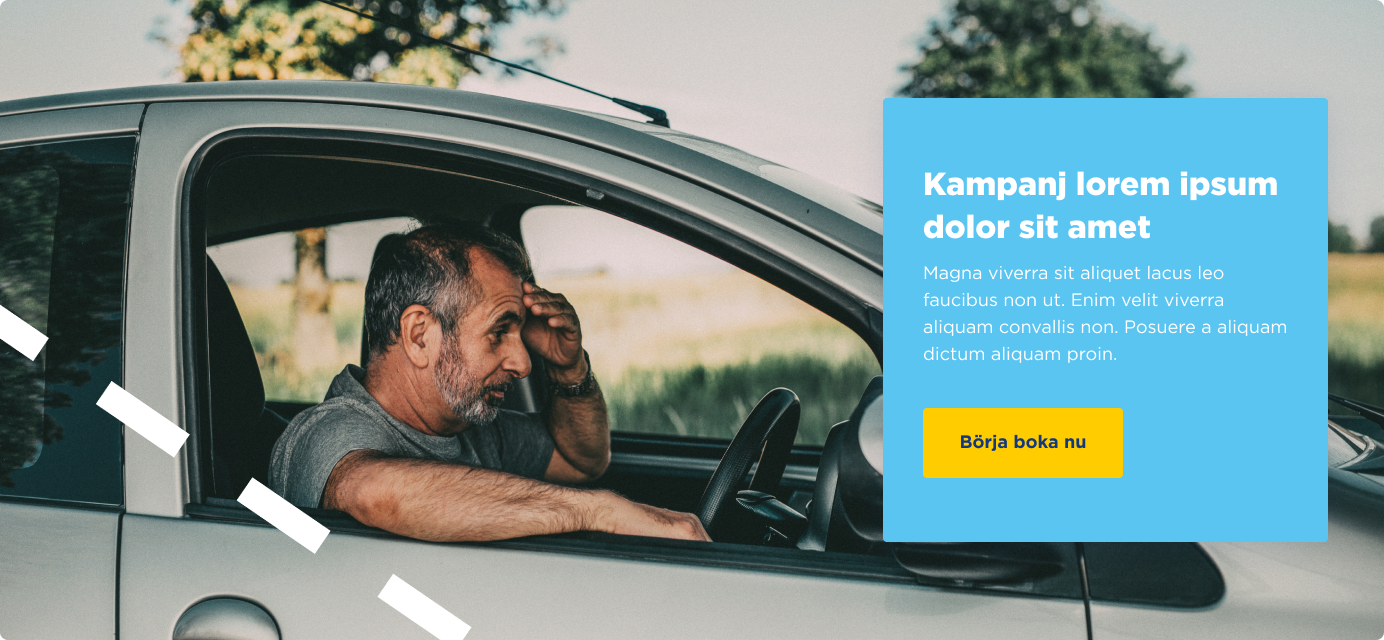 Kampanj lorem ipsum
dolor sit amet
Magna viverra sit aliquet lacus leo
faucibus non ut. Enim velit viverra
aliquam convallis non. Posuere a aliquam
dictum aliquam proin.
Börja boka nu